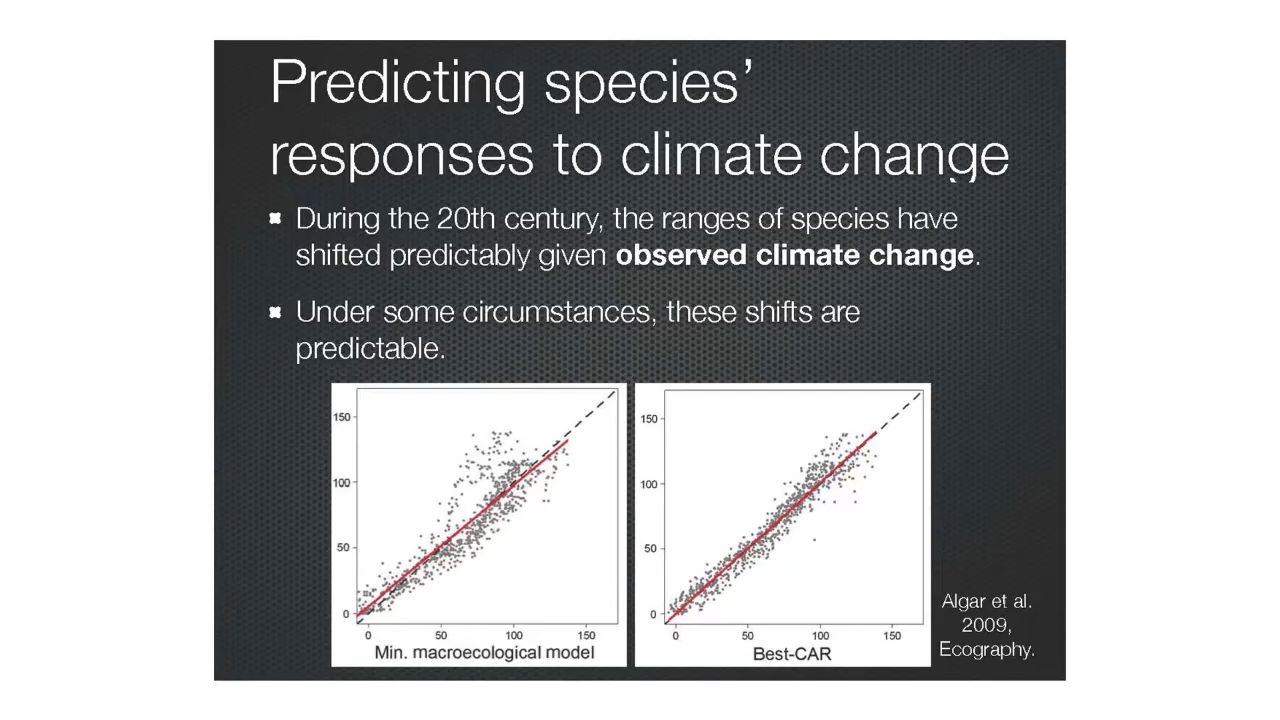 Predicting species’
responses to climate change
During the 20th century, the ranges of species have
shifted predictably given observed climate change.
Under some circumstances, these shifts are
predictable.
150
100
50
0
0 50 100 150
Min. macroecological model
150
100
50
0
0 50 100 150
Best-CAR
Algar et al.
2009,
Ecography.